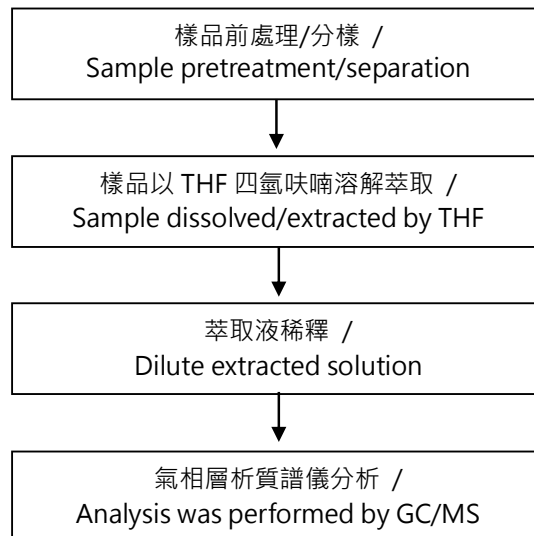 樣品前處理/分樣 /
Sample pretreatment/separation
樣品以 THF 四氫呋喃溶解萃取 /
Sample dissolved/extracted by THF
萃取液稀釋 /
Dilute extracted solution
氣相層析質譜儀分析 /
Analysis was performed by GC/MS